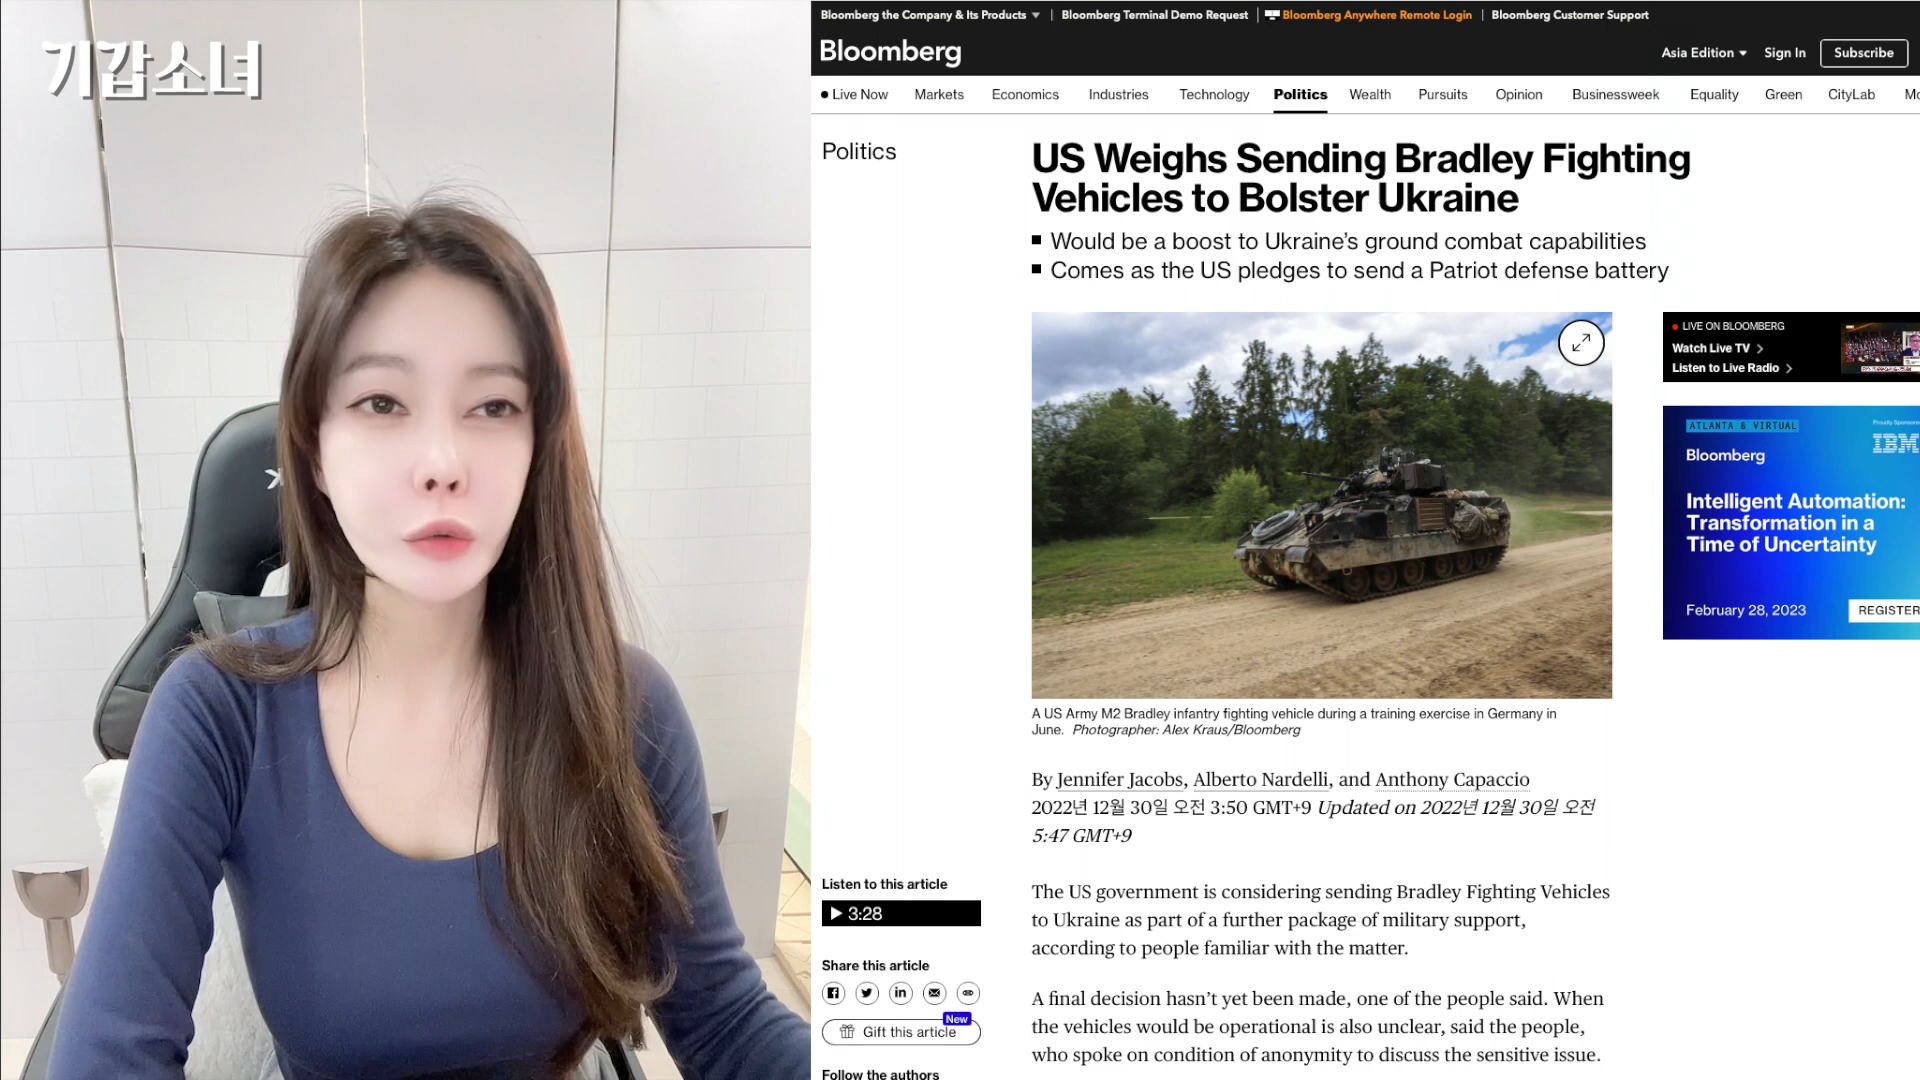 기갑소녀
Bloomberg the Company & Its Products
Bloomberg Terminal Demo Request
Bloomberg Anywhere Remote Login
Bloomberg Customer Support
Bloomberg
Asia Edition
Sign In
Subscribe
Live Now
Markets
Economics
Industries
Technology
Politics
Wealth
Pursuits
Opinion
Businessweek
Equality
Green
CityLab
Politics
US Weighs Sending Bradley Fighting
Vehicles to Bolster Ukraine
Would be a boost to Ukraine’s ground combat capabilities
Comes as the US pledges to send a Patriot defense battery
LIVE ON BLOOMBERG
Watch Live TV
Listen to Live Radio
ATLANTA & VIRTUAL
Proudly Sponsored
IBM
Bloomberg
Intelligent Automation:
Transformation in a
Time of Uncertainty
February 28, 2023
REGISTER
A US Army M2 Bradley infantry fighting vehicle during a training exercise in Germany in
June. Photographer: Alex Kraus/Bloomberg
By Jennifer Jacobs, Alberto Nardelli, and Anthony Capaccio
2022년 12월 30일 오전 3:50 GMT+9 Updated on 2022년 12월 30일 오전
5:47 GMT+9
Listen to this article
3:28
Share this article
New
Gift this article
Follow the authors
The US government is considering sending Bradley Fighting Vehicles
to Ukraine as part of a further package of military support,
according to people familiar with the matter.
A final decision hasn’t yet been made, one of the people said. When
the vehicles would be operational is also unclear, said the people,
who spoke on condition of anonymity to discuss the sensitive issue.